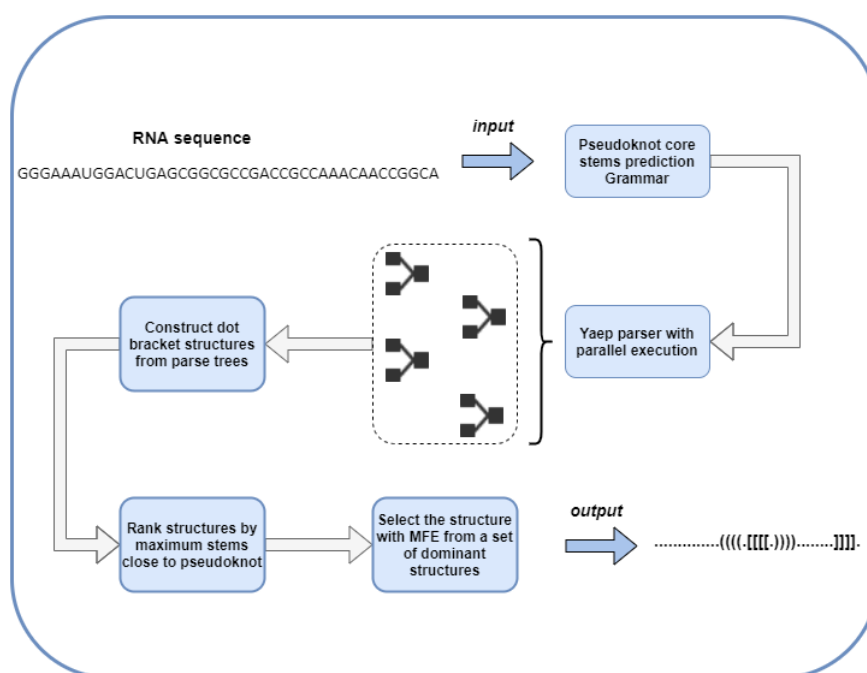 RNA sequence
GGGAAAUGGACUGAGCGGCGCCGACCGCCAAACAACCGGCA
input
Pseudoknot core
stems prediction
Grammar
Yaep parser with
parallel execution
Construct dot
bracket structures
from parse trees
Rank structures by
maximum stems
close to pseudoknot
Select the structure
with MFE from a set
of dominant
structures
output
..............((((.[[[[.))))........]]]].